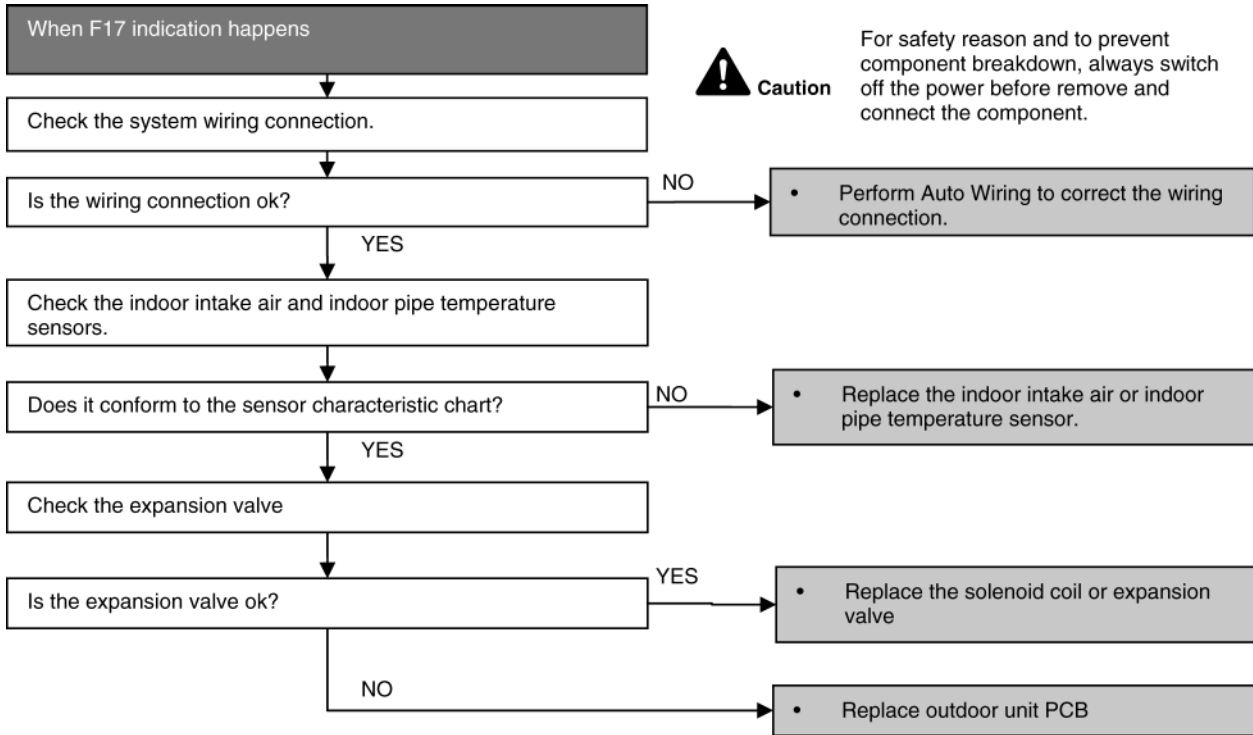 When F17 indication happens
Caution
For safety reason and to prevent
component breakdown, always switch
off the power before remove and
connect the component.
Check the system wiring connection.
Is the wiring connection ok?
NO
• Perform Auto Wiring to correct the wiring
connection.
YES
Check the indoor intake air and indoor pipe temperature
sensors.
Does it conform to the sensor characteristic chart?
NO
• Replace the indoor intake air or indoor
pipe temperature sensor.
YES
Check the expansion valve
Is the expansion valve ok?
YES
• Replace the solenoid coil or expansion
valve
NO
• Replace outdoor unit PCB